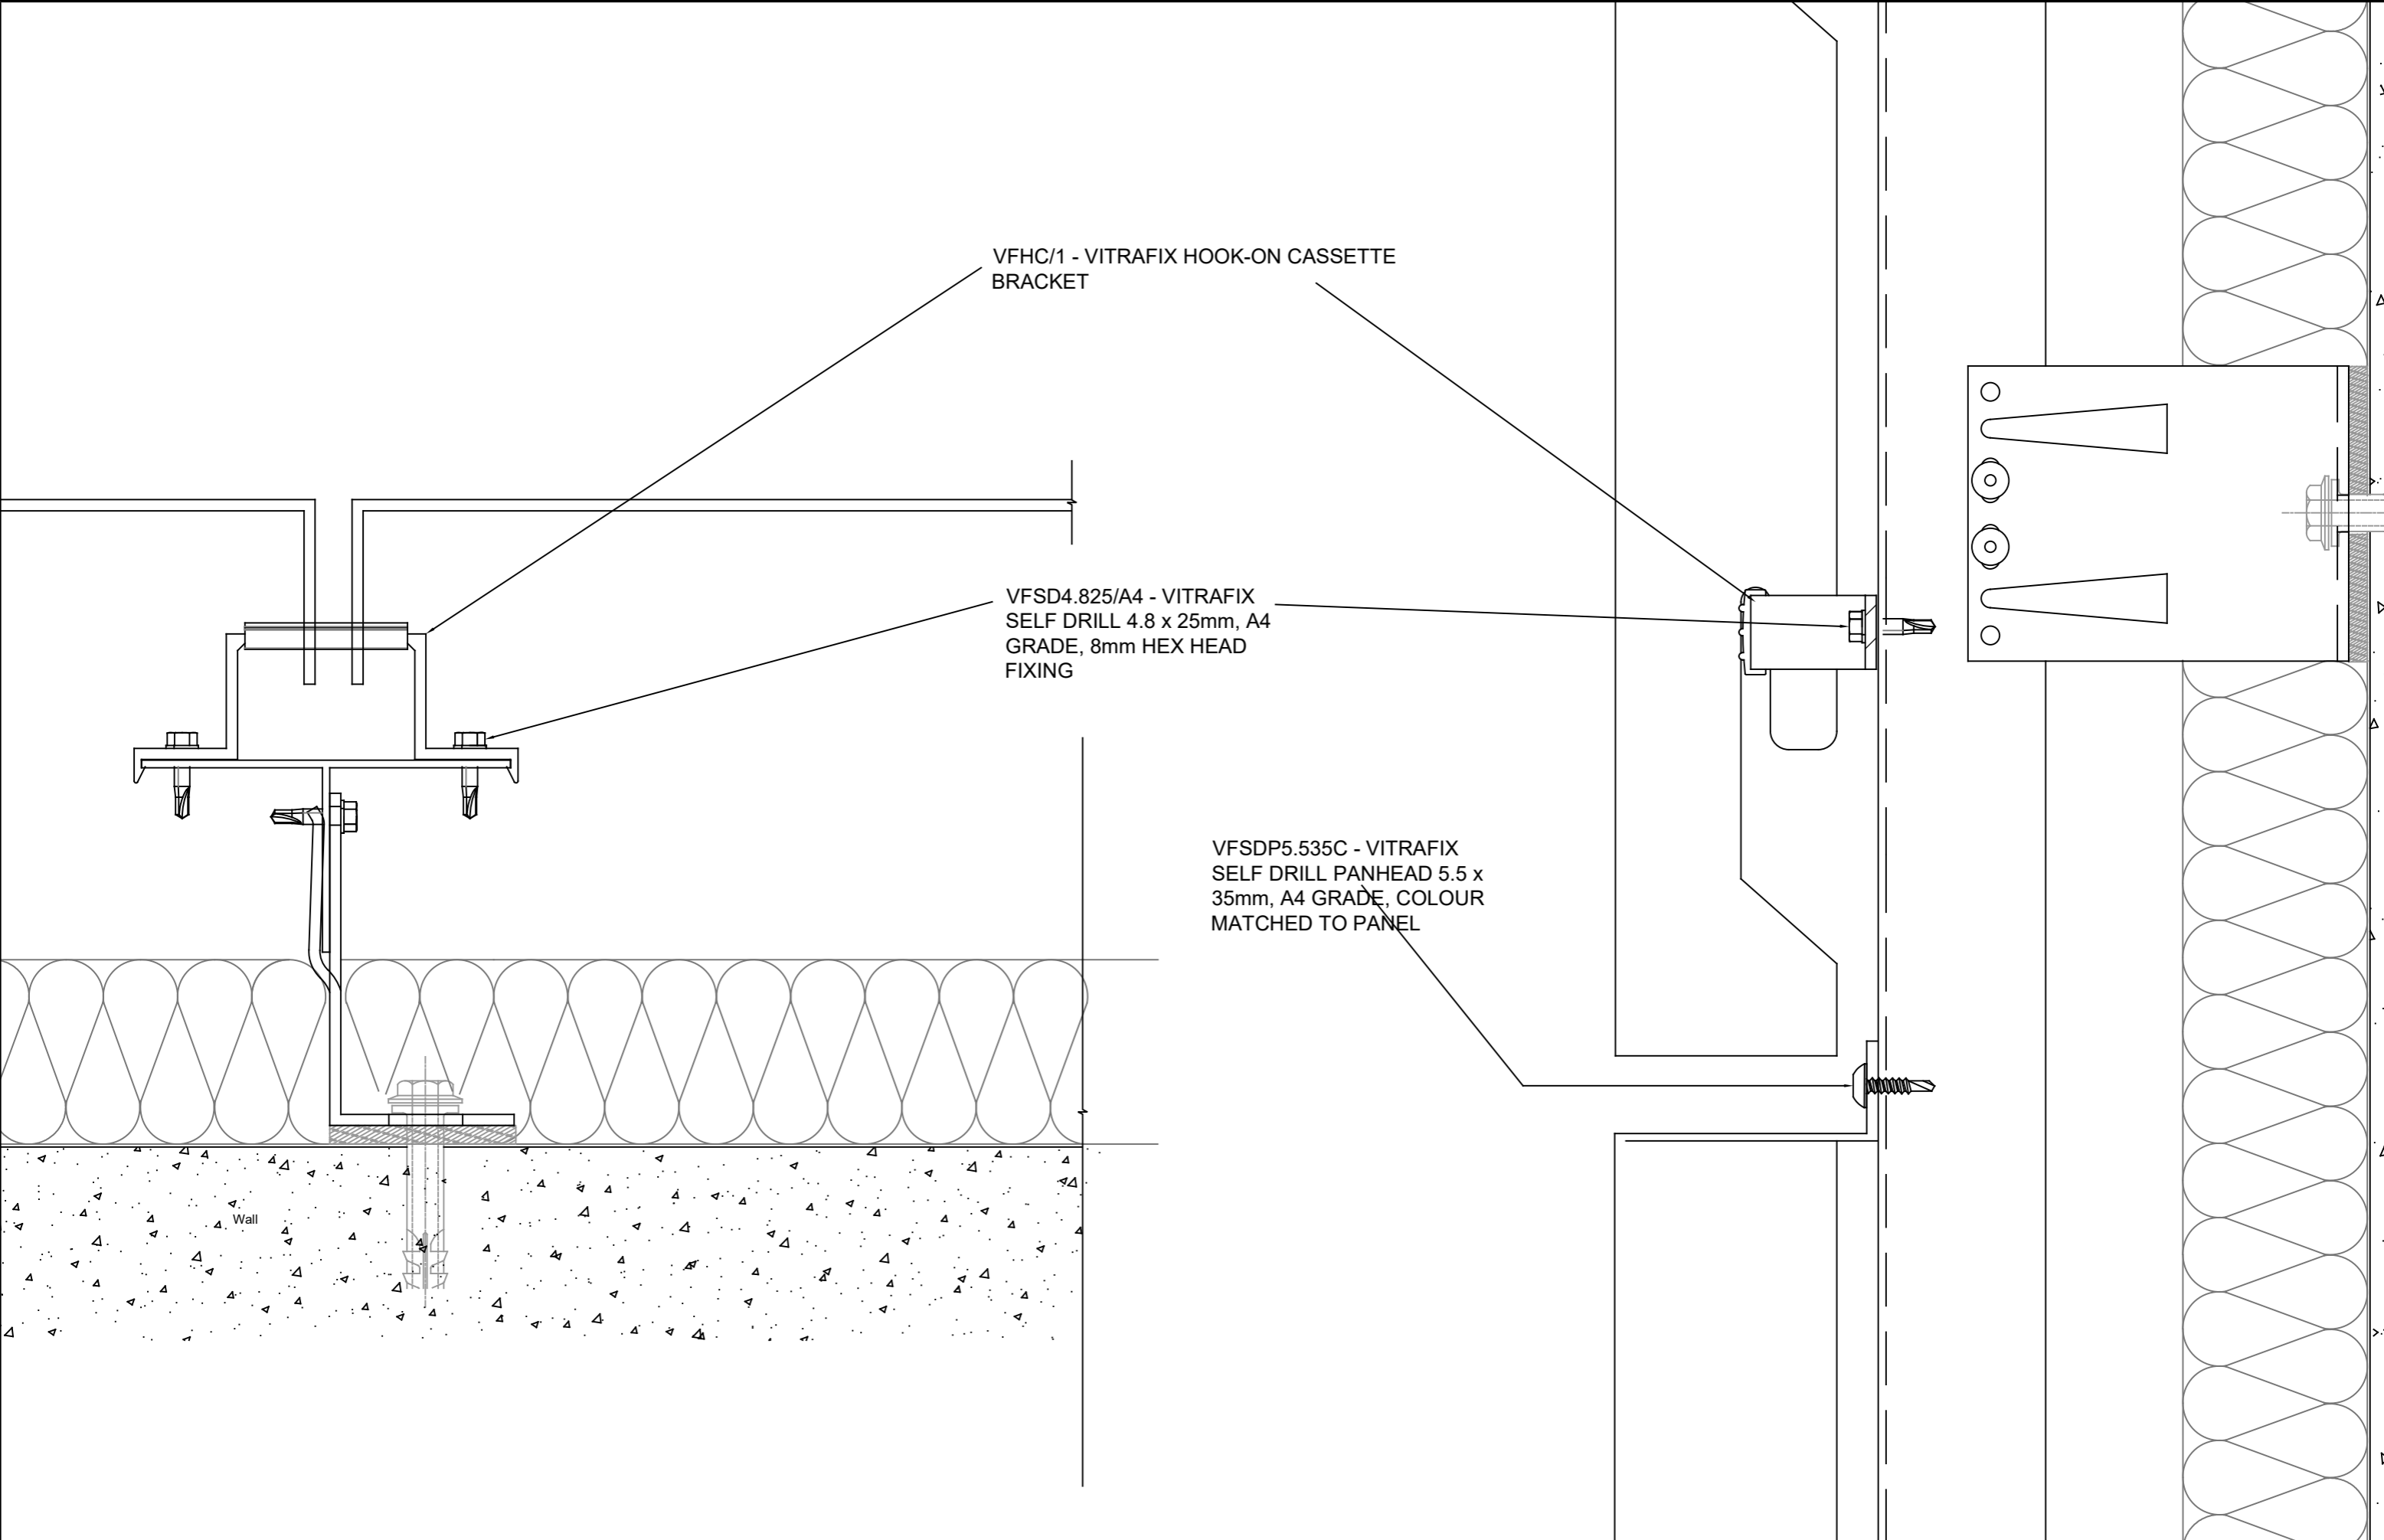 VFHC/1 - VITRAFIX HOOK-ON CASSETTE
BRACKET
VFSD4.825/A4 - VITRAFIX
SELF DRILL 4.8 x 25mm, A4
GRADE, 8mm HEX HEAD
FIXING
VFSDP5.535C - VITRAFIX
SELF DRILL PANHEAD 5.5 x
35mm, A4 GRADE, COLOUR
MATCHED TO PANEL
Wall